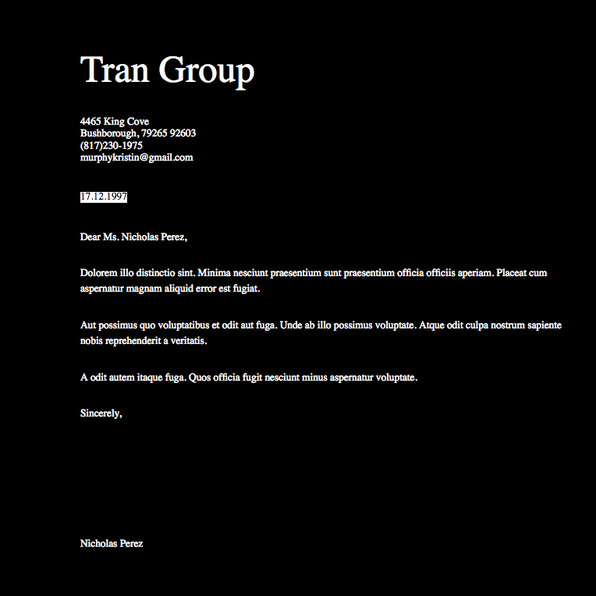 Tran Group
4465 King Cove
Bushborough, 79265 92603
(817)230-1975
murphykristin@gmail.com
17.12.1997
Dear Ms. Nicholas Perez,
Dolorem illo distinctio sint. Minima nesciunt praesentium sunt praesentium officia officiis aperiam. Placeat cum
aspernatur magnam aliquid error est fugiat.
Aut possimus quo voluptatibus et odit aut fuga. Unde ab illo possimus voluptate. Atque odit culpa nostrum sapiente
nobis reprehenderit a veritatis.
A odit autem itaque fuga. Quos officia fugit nesciunt minus aspernatur voluptate.
Sincerely,
Nicholas Perez